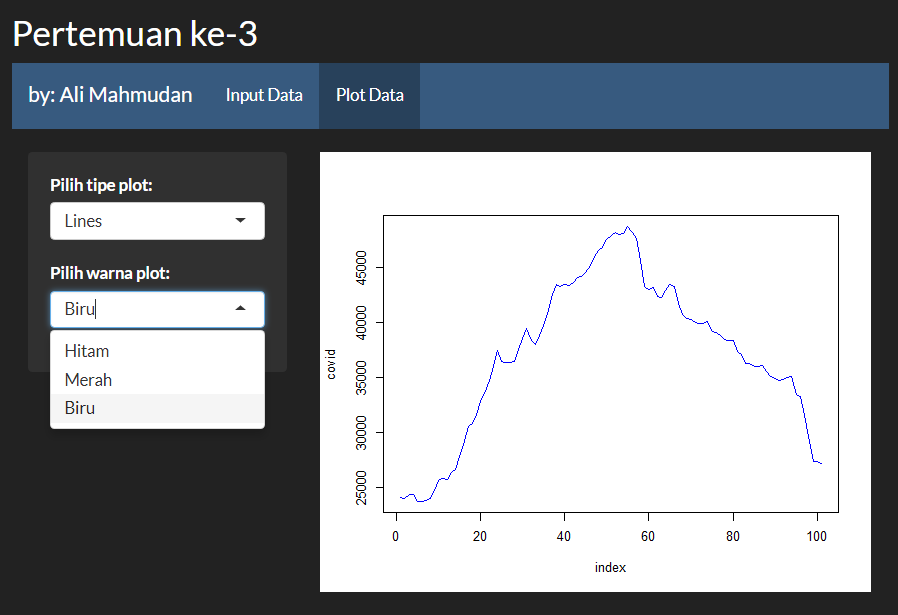 Pertemuan ke-3
by: Ali Mahmudan Input Data Plot Data
Pilih tipe plot:
Lines
Pilih warna plot:
Biru
Hitam
Merah
Biru
covid
45000
40000
35000
30000
25000
0 20 40 60 80 100
index